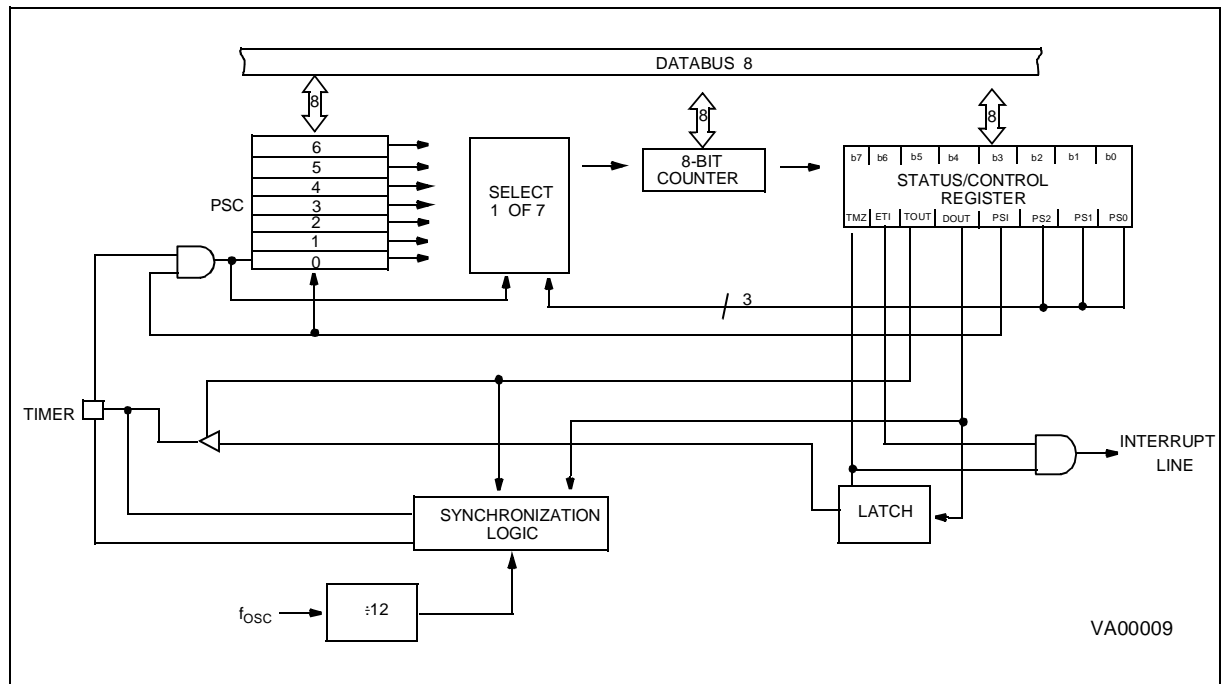 DATABUS 8
8
8
8
6
5
4
3
2
1
0
PSC
SELECT
1 OF 7
8-BIT
COUNTER
b7 b6 b5 b4 b3 b2 b1 b0
STATUS/CONTROL
REGISTER
TMZ ETI TOUT DOUT PSI PS2 PS1 PS0
3
TIMER
INTERRUPT
LINE
SYNCHRONIZATION
LOGIC
LATCH
fOSC
÷12
VA00009